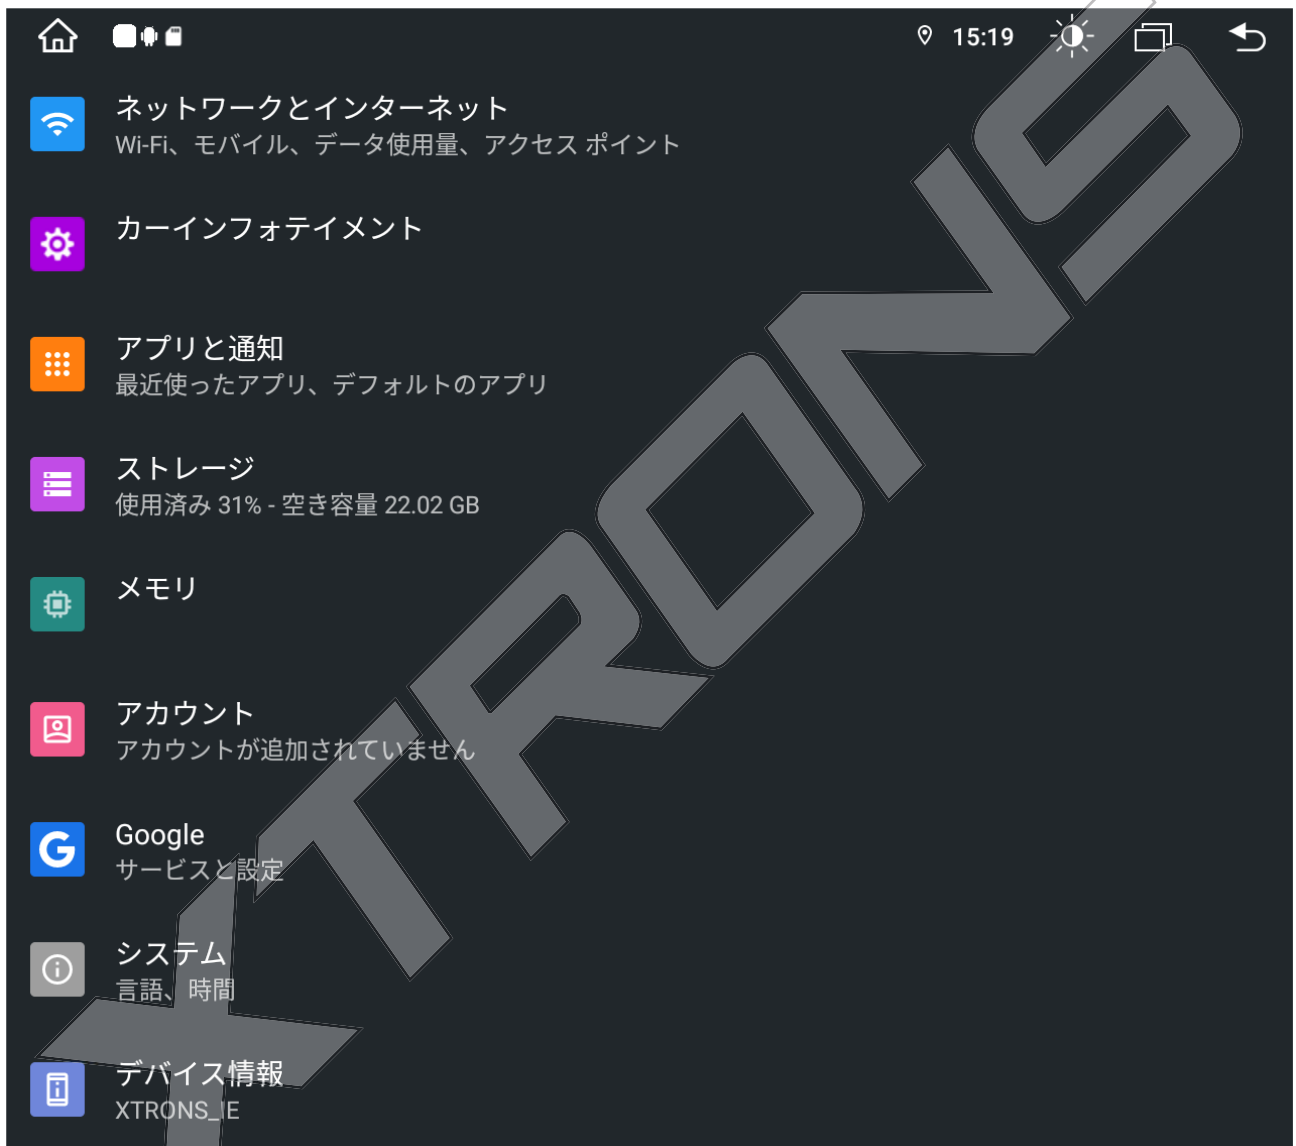 15:19
ネットワークとインターネット
Wi-Fi、モバイル、データ使用量、アクセス ポイント
カーインフォテイメント
アプリと通知
最近使ったアプリ、デフォルトのアプリ
ストレージ
使用済み 31% - 空き容量 22.02 GB
メモリ
アカウント
アカウントが追加されていません
Google
サービスと設定
システム
言語、時間
デバイス情報
XTRONS